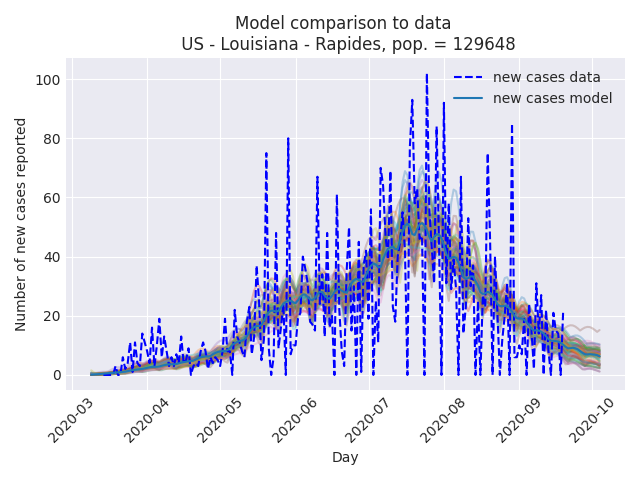 Model comparison to data
US - Louisiana - Rapides, pop. = 129648
new cases data
new cases model
Number of new cases reported
100
80
60
40
20
0
2020-03
2020-04
2020-05
2020-06
2020-07
2020-08
2020-09
2020-10
Day